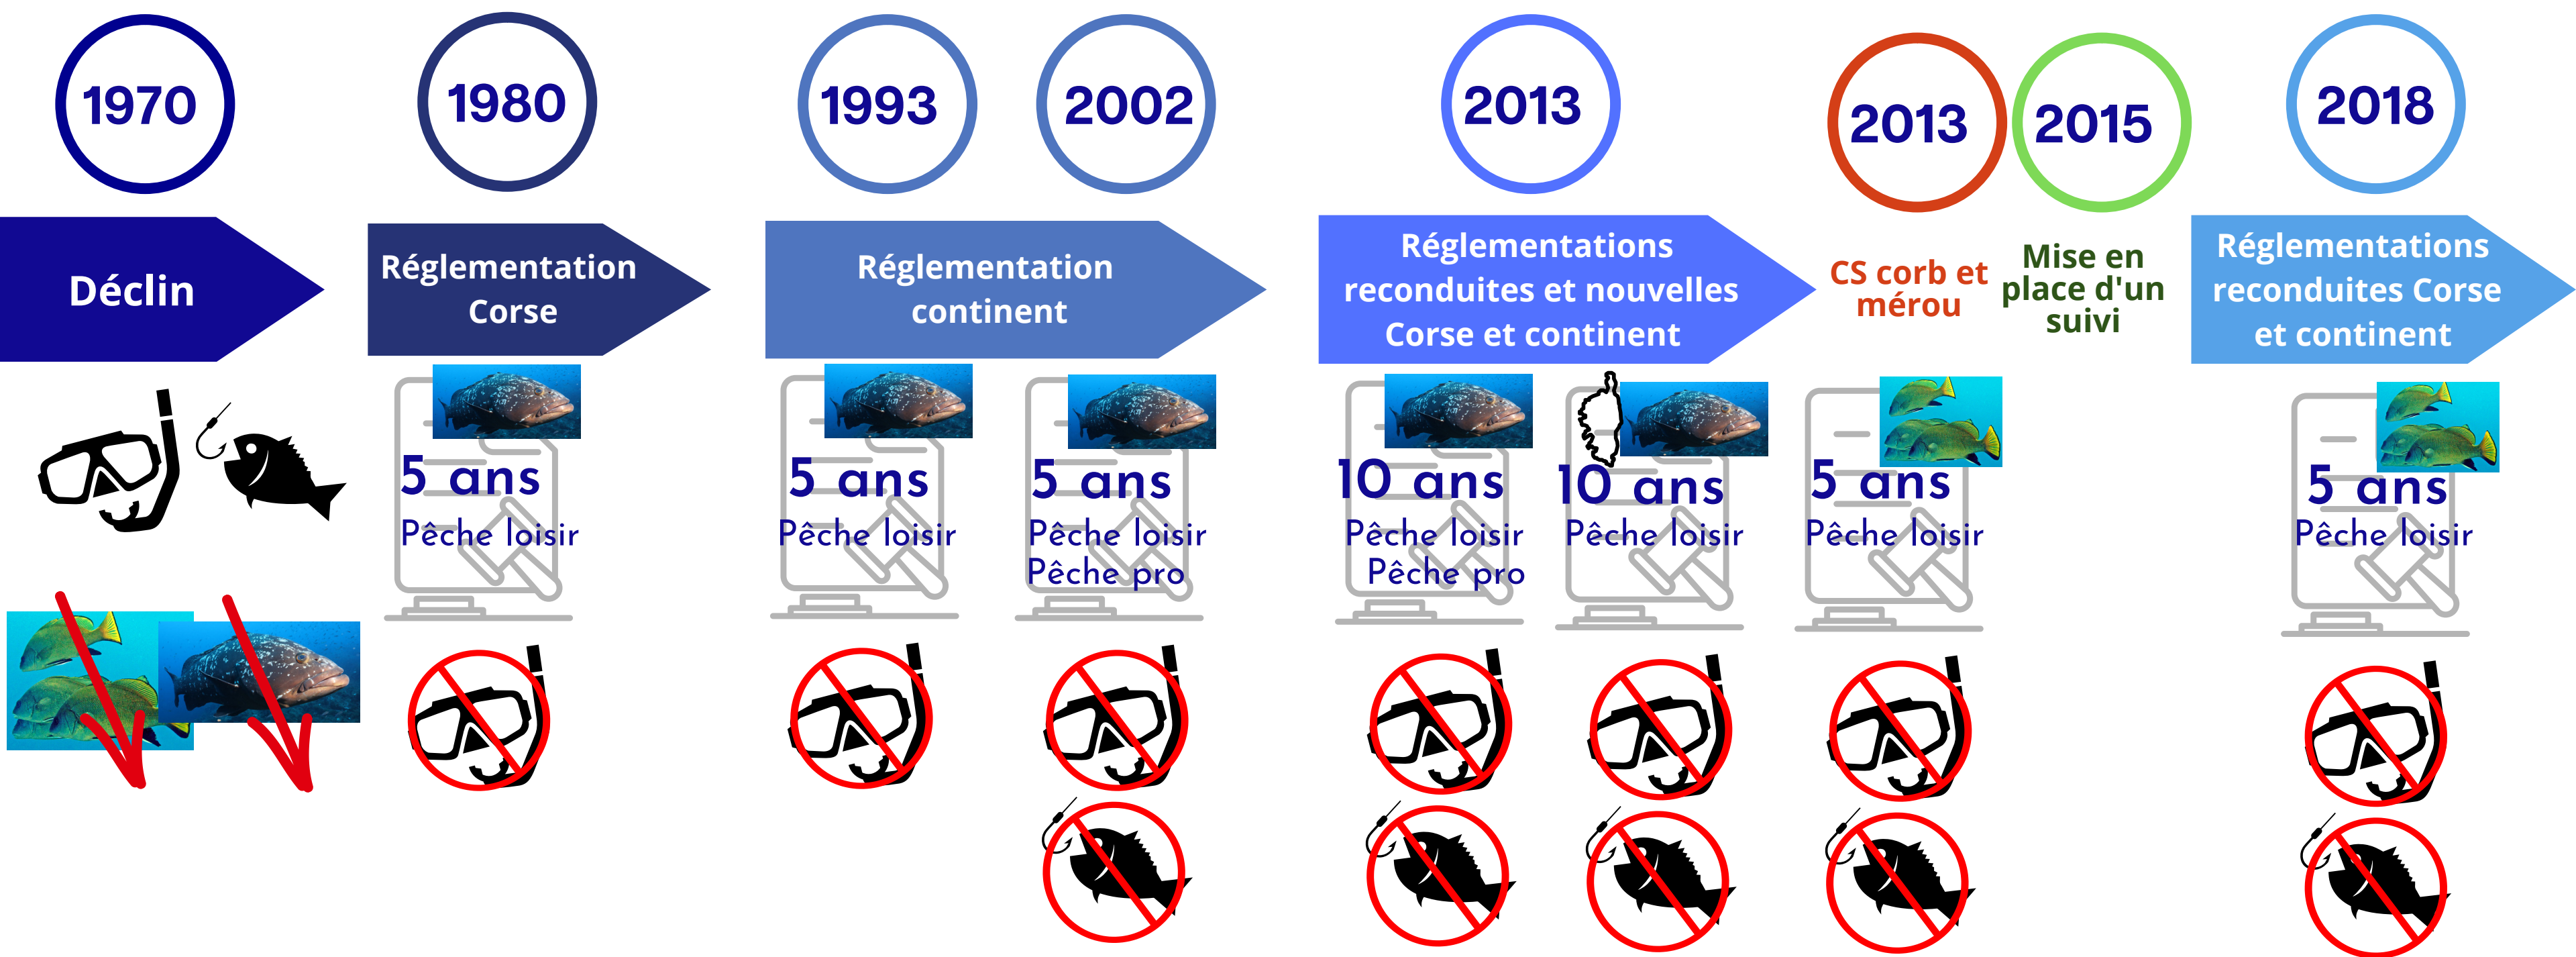 1970
1980
1993
2002
2013
2013
2015
2018
Déclin
Réglementation
Corse
Réglementation
continent
Réglementations
reconduites et nouvelles
Corse et continent
CS corb et
mérou
Mise en
place d'un
suivi
Réglementations
reconduites Corse
et continent
5 ans
Pêche loisir
5 ans
Pêche loisir
5 ans
Pêche loisir
Pêche pro
10 ans
Pêche loisir
Pêche pro
10 ans
Pêche loisir
5 ans
Pêche loisir
5 ans
Pêche loisir